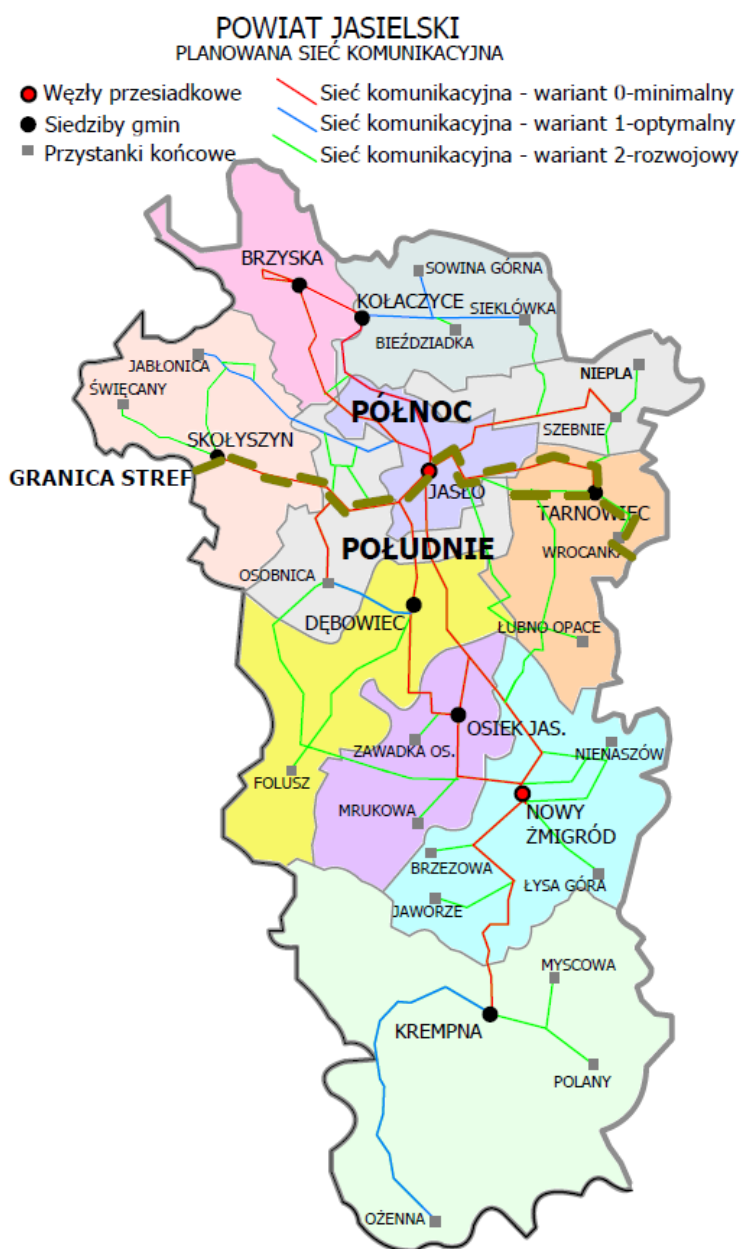 POWIAT JASIELSKI
PLANOWANA SIEĆ KOMUNIKACYJNA
Węzły przesiadkowe
Siedziby gmin
Przystanki końcowe
Sieć komunikacyjna - wariant 0-minimalny
Sieć komunikacyjna - wariant 1-optymalny
Sieć komunikacyjna - wariant 2-rozwojowy
BRZYSKA
SOWINA GÓRNA
KOŁACZYCE
SIEKLÓWKA
BIEŹDZIADKA
JABŁONICA
NIEPLA
ŚWIĘCANY
PÓŁNOC
SZEBNIE
SKOŁYSZYN
GRANICA STREF
JASŁO
TARNOWIEC
POŁUDNIE
WROCANKA
OSOBNICA
DĘBOWIEC
ŁUBNO OPACE
OSIEK JAS.
ZAWADKA OS.
NIENASZÓW
FOLUSZ
MRUKOWA
NOWY
ŻMIGRÓD
BRZEZOWA
ŁYSA GÓRA
JAWORZE
MYSCOWA
KREMPNA
POLANY
OŻENNA